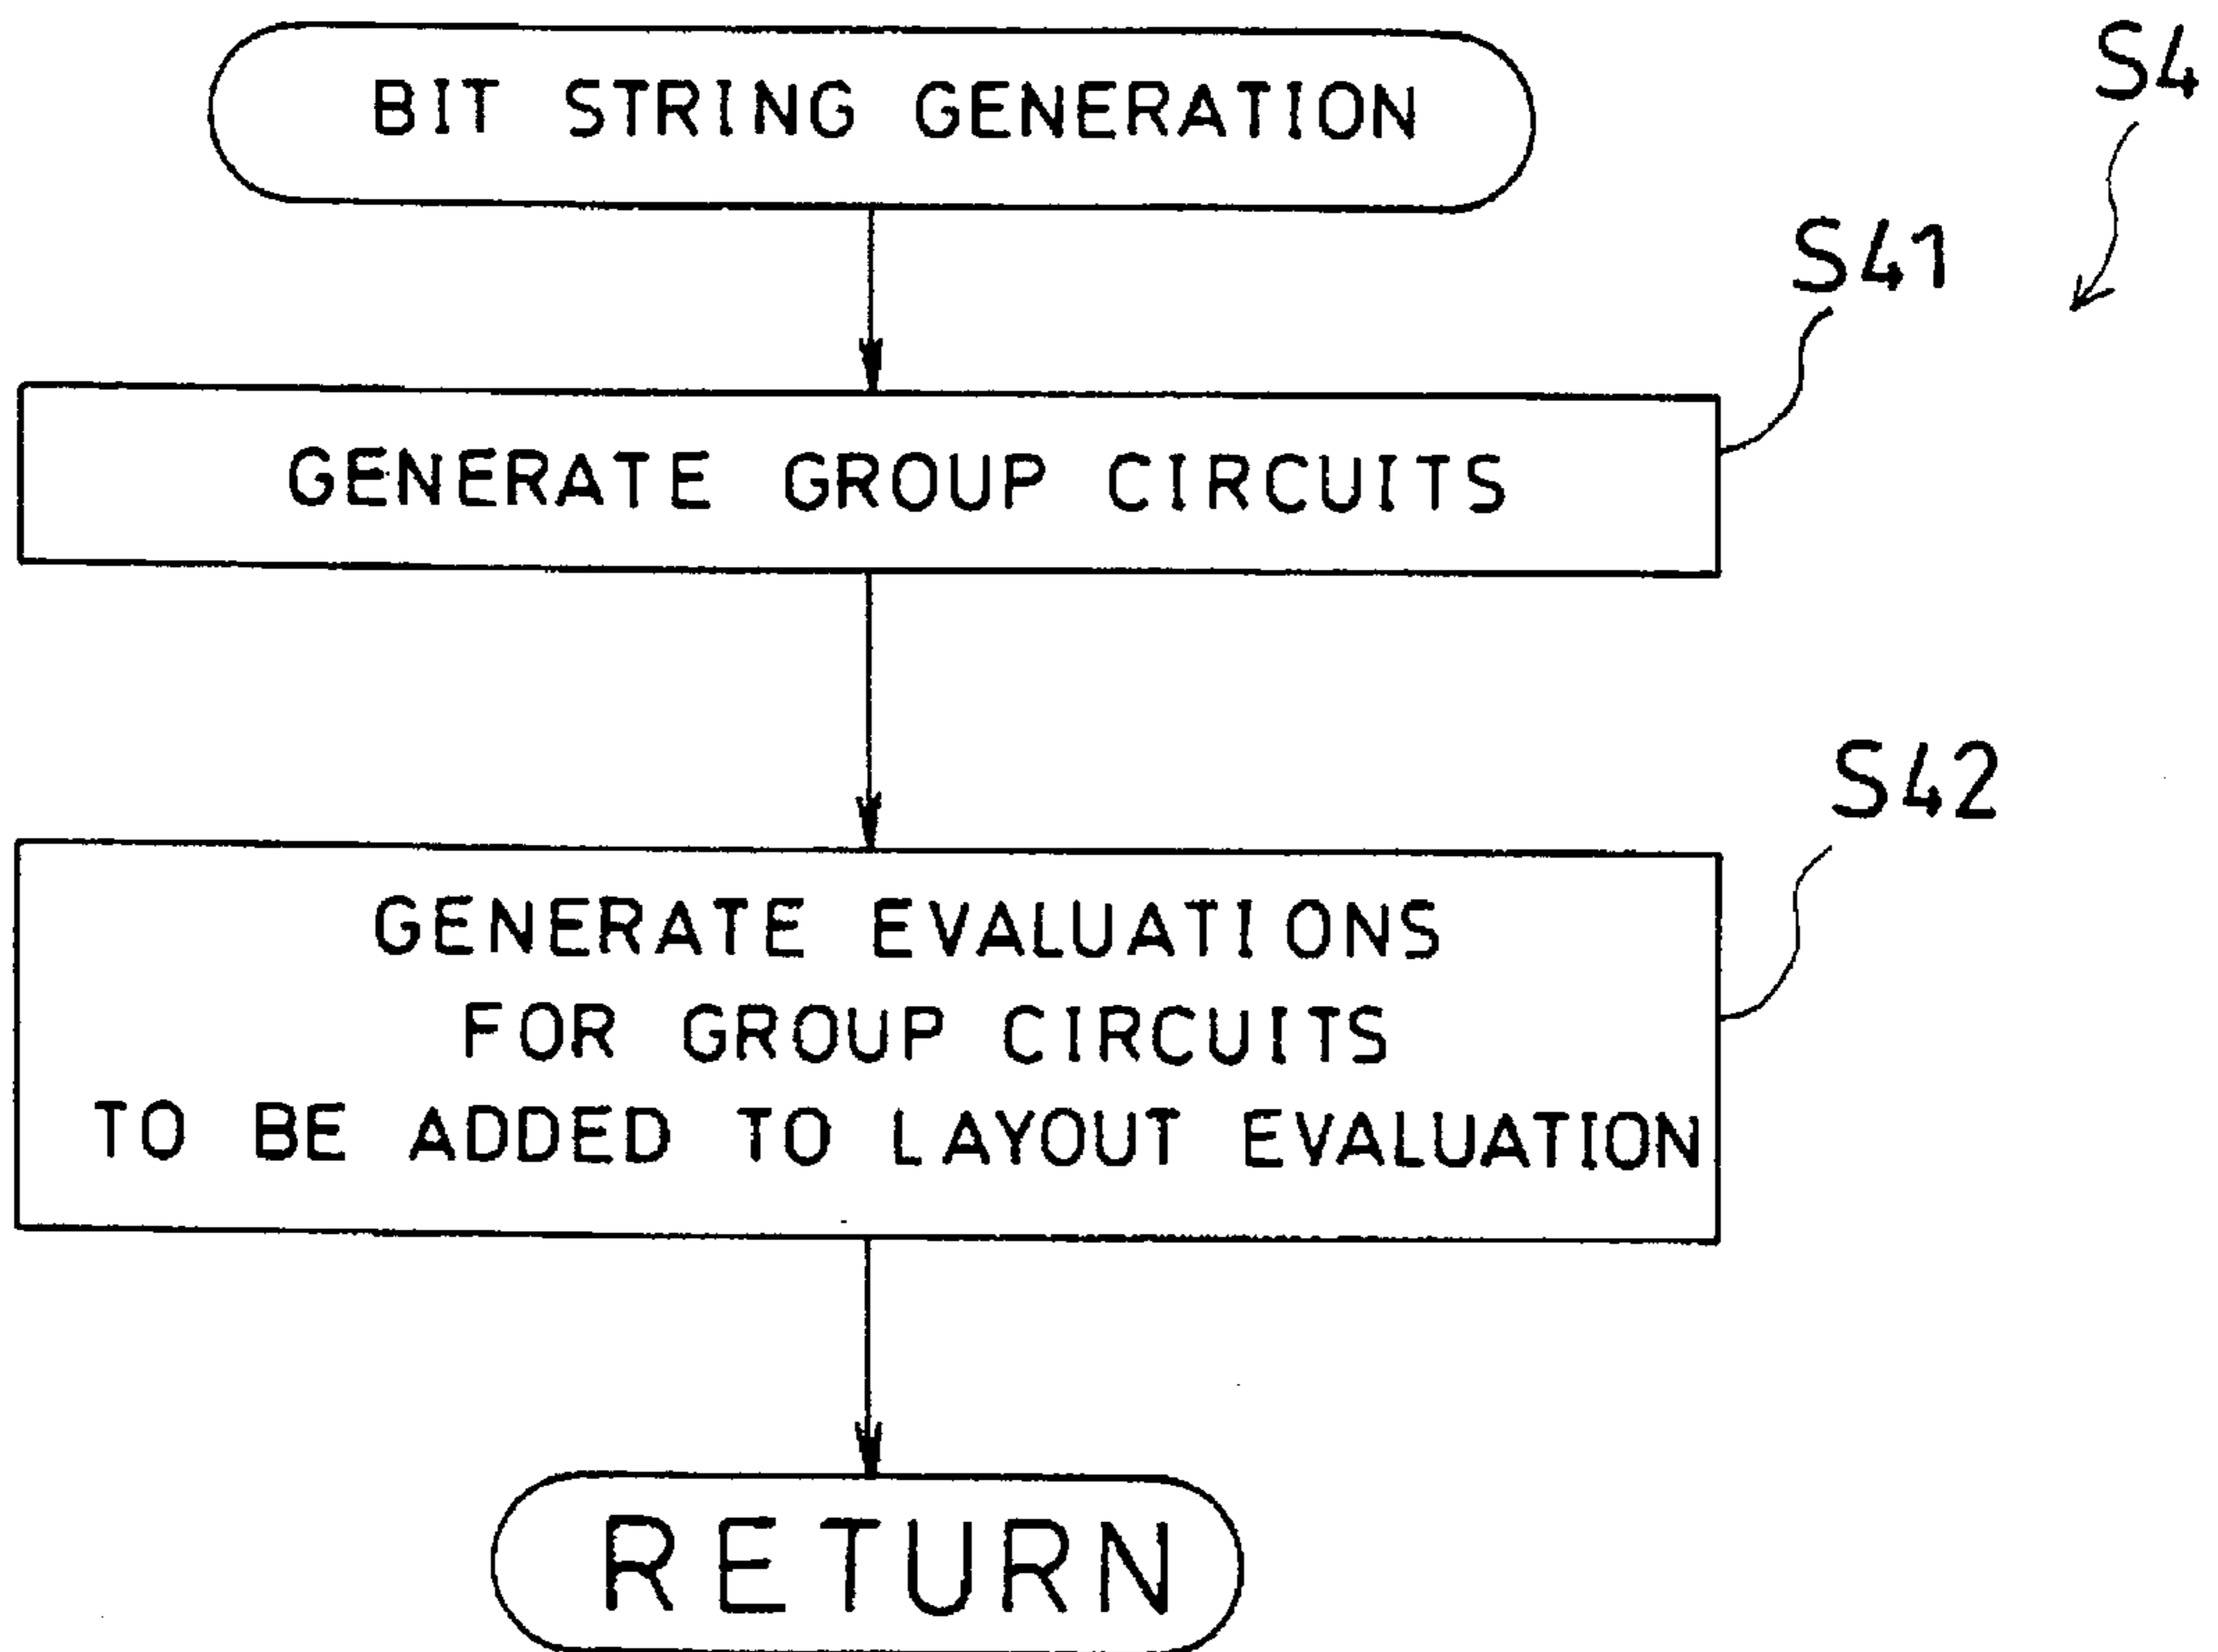 BIT STRING GENERATION
S4
S41
GENERATE GROUP CIRCUITS
S42
GENERATE EVALUATIONS
FOR GROUP CIRCUITS
TO BE ADDED TO LAYOUT EVALUATION
RETURN